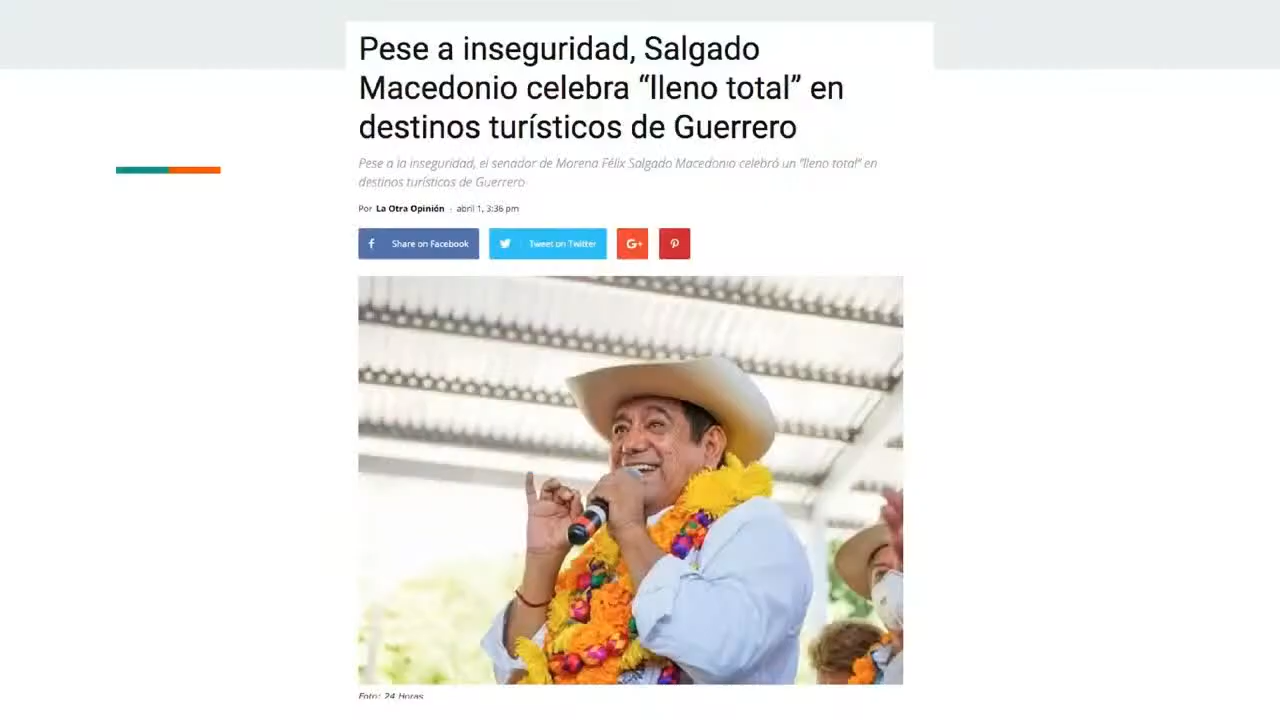 Pese a inseguridad, Salgado
Macedonio celebra “lleno total” en
destinos turísticos de Guerrero
Pese a la inseguridad, el senador de Morena Félix Salgado Macedonio celebró un “lleno total” en
destinos turísticos de Guerrero
Por La Otra Opinión - abril 1, 3:36 pm
f Share on Facebook Tweet on Twitter G+
Foto: 24 Horas